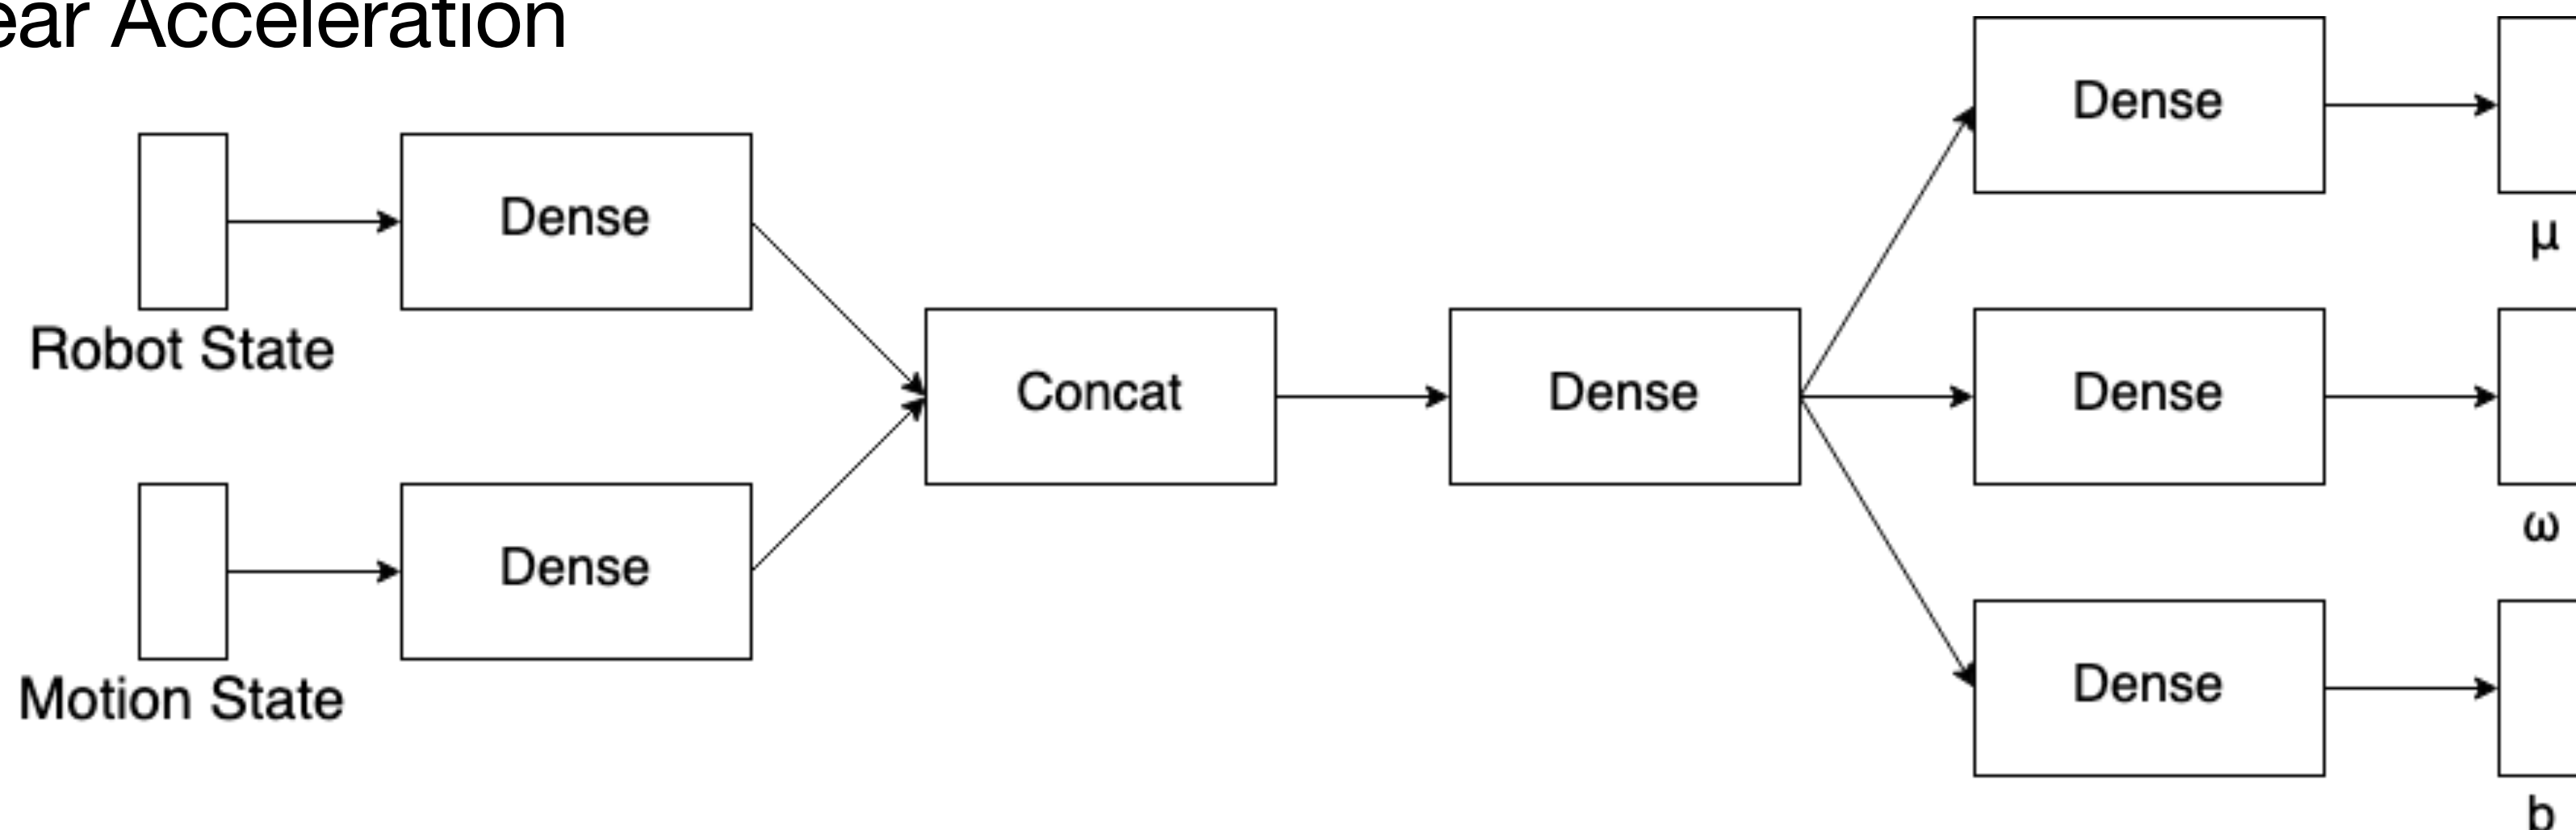 ear Acceleration
Dense
μ
Dense
Robot State
Concat
Dense
Dense
ω
Dense
Motion State
Dense
b